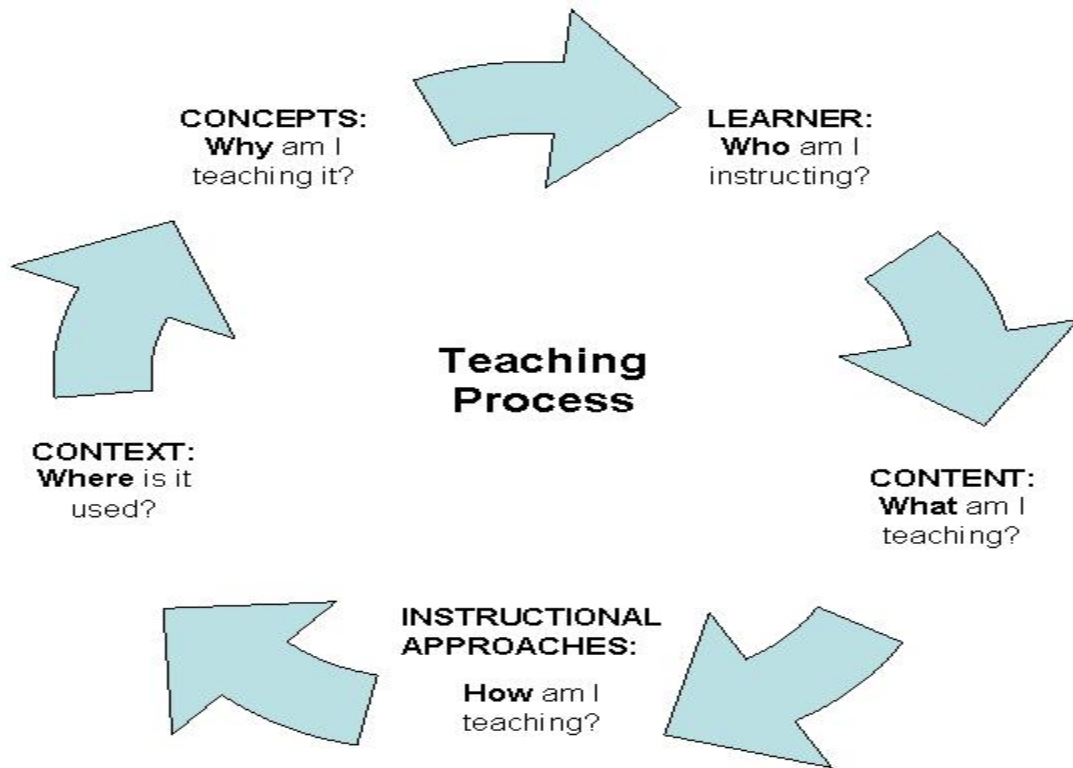 CONCEPTS:
Why am I
teaching it?
LEARNER:
Who am I
instructing?
Teaching
Process
CONTEXT:
Where is it
used?
CONTENT:
What am I
teaching?
INSTRUCTIONAL
APPROACHES:
How am I
teaching?